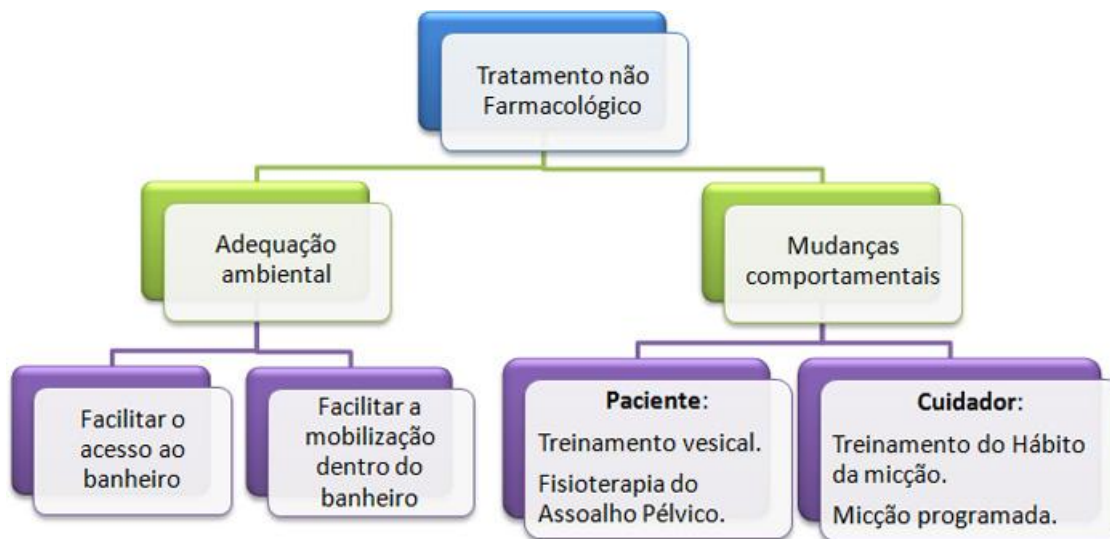 Tratamento não
Farmacológico
Adequação
ambiental
Mudanças
comportamentais
Facilitar o
acesso ao
banheiro
Facilitar a
mobilização
dentro do
banheiro
Paciente:
Treinamento vesical.
Fisioterapia do
Assoalho Pélvico.
Cuidador:
Treinamento do Hábito
da micção.
Micção programada.